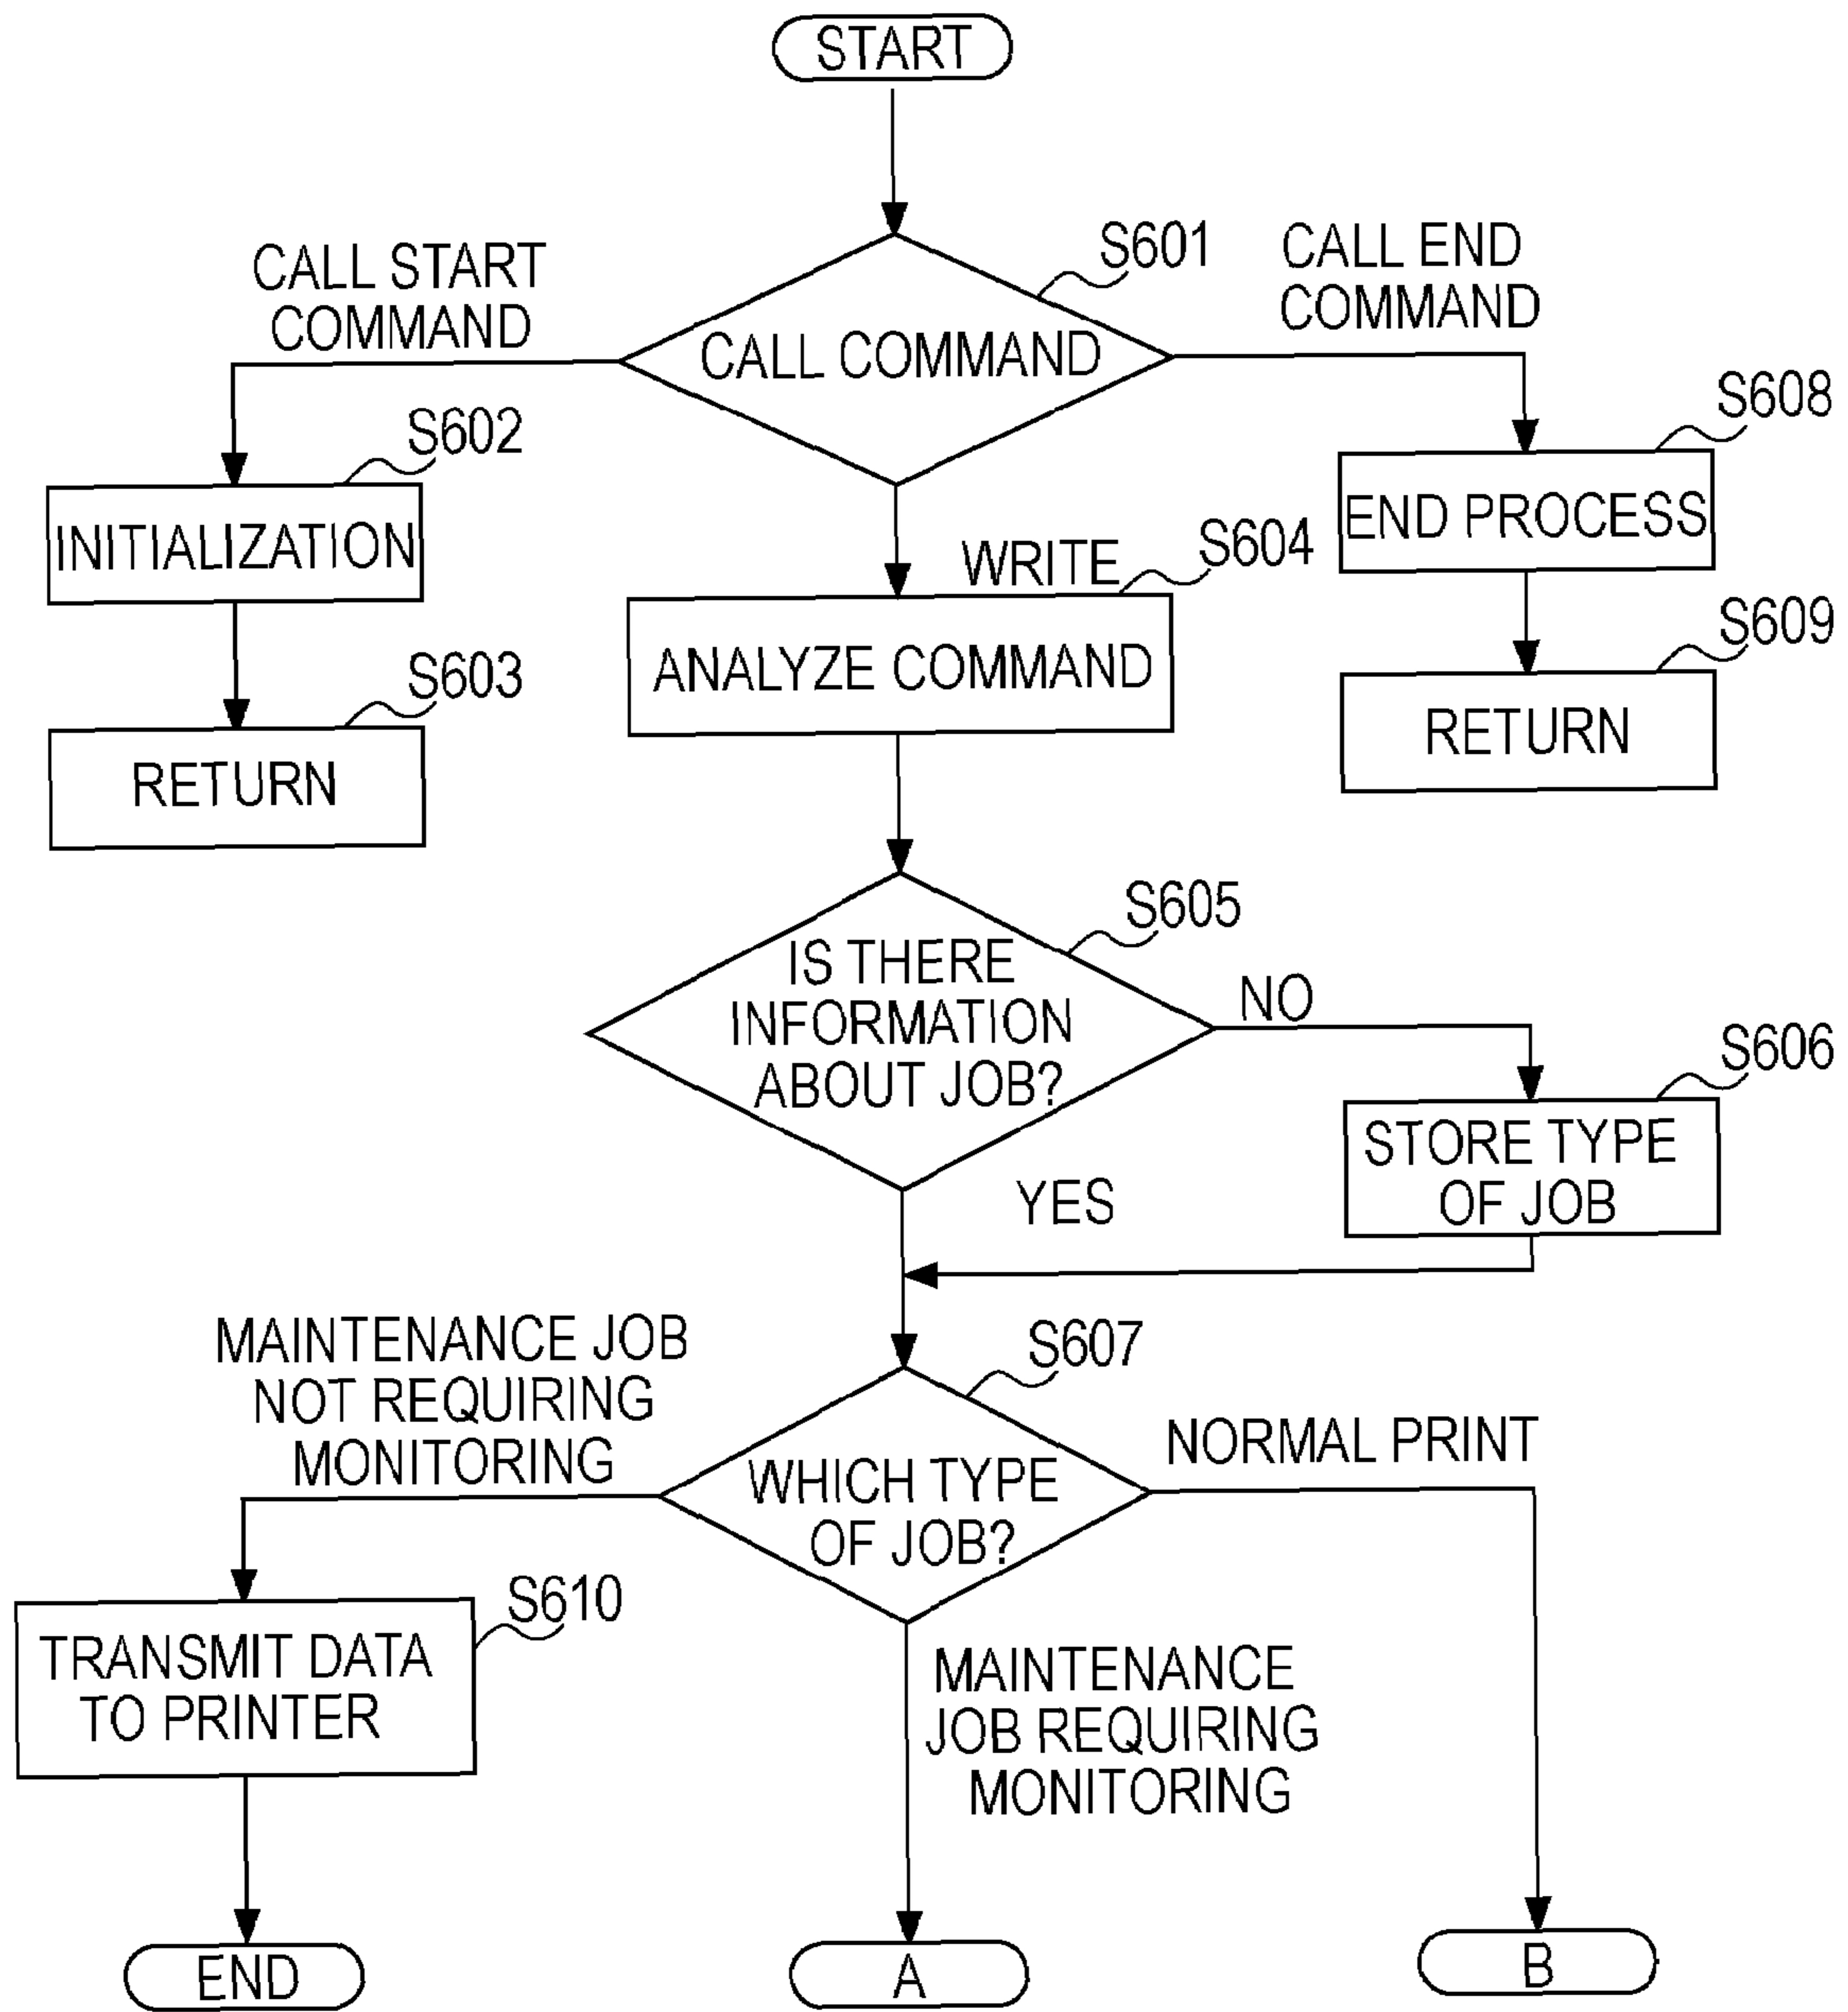 START
S601
CALL START
COMMAND
CALL END
COMMAND
CALL COMMAND
S602
S608
INITIALIZATION
END PROCESS
WRITE
S604
S603
S609
ANALYZE COMMAND
RETURN
RETURN
S605
IS THERE
INFORMATION
ABOUT JOB?
NO
S606
STORE TYPE
OF JOB
YES
MAINTENANCE JOB
NOT REQUIRING
MONITORING
S607
NORMAL PRINT
WHICH TYPE
OF JOB?
S610
TRANSMIT DATA
TO PRINTER
MAINTENANCE
JOB REQUIRING
MONITORING
END
A
B